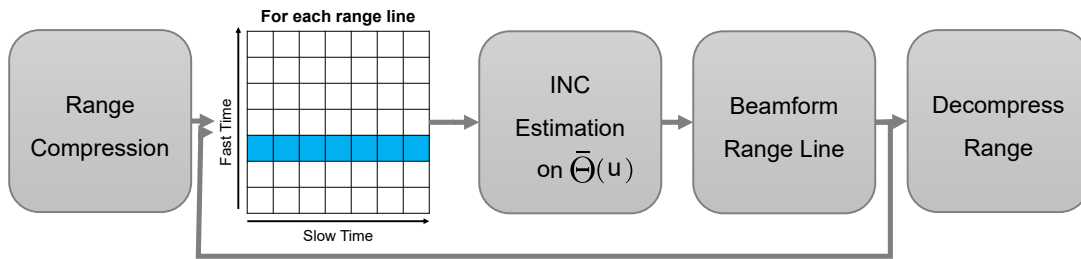 For each range line
Range
Compression
Fast Time
Slow Time
INC
Estimation
on Θ̄(u)
Beamform
Range Line
Decompress
Range